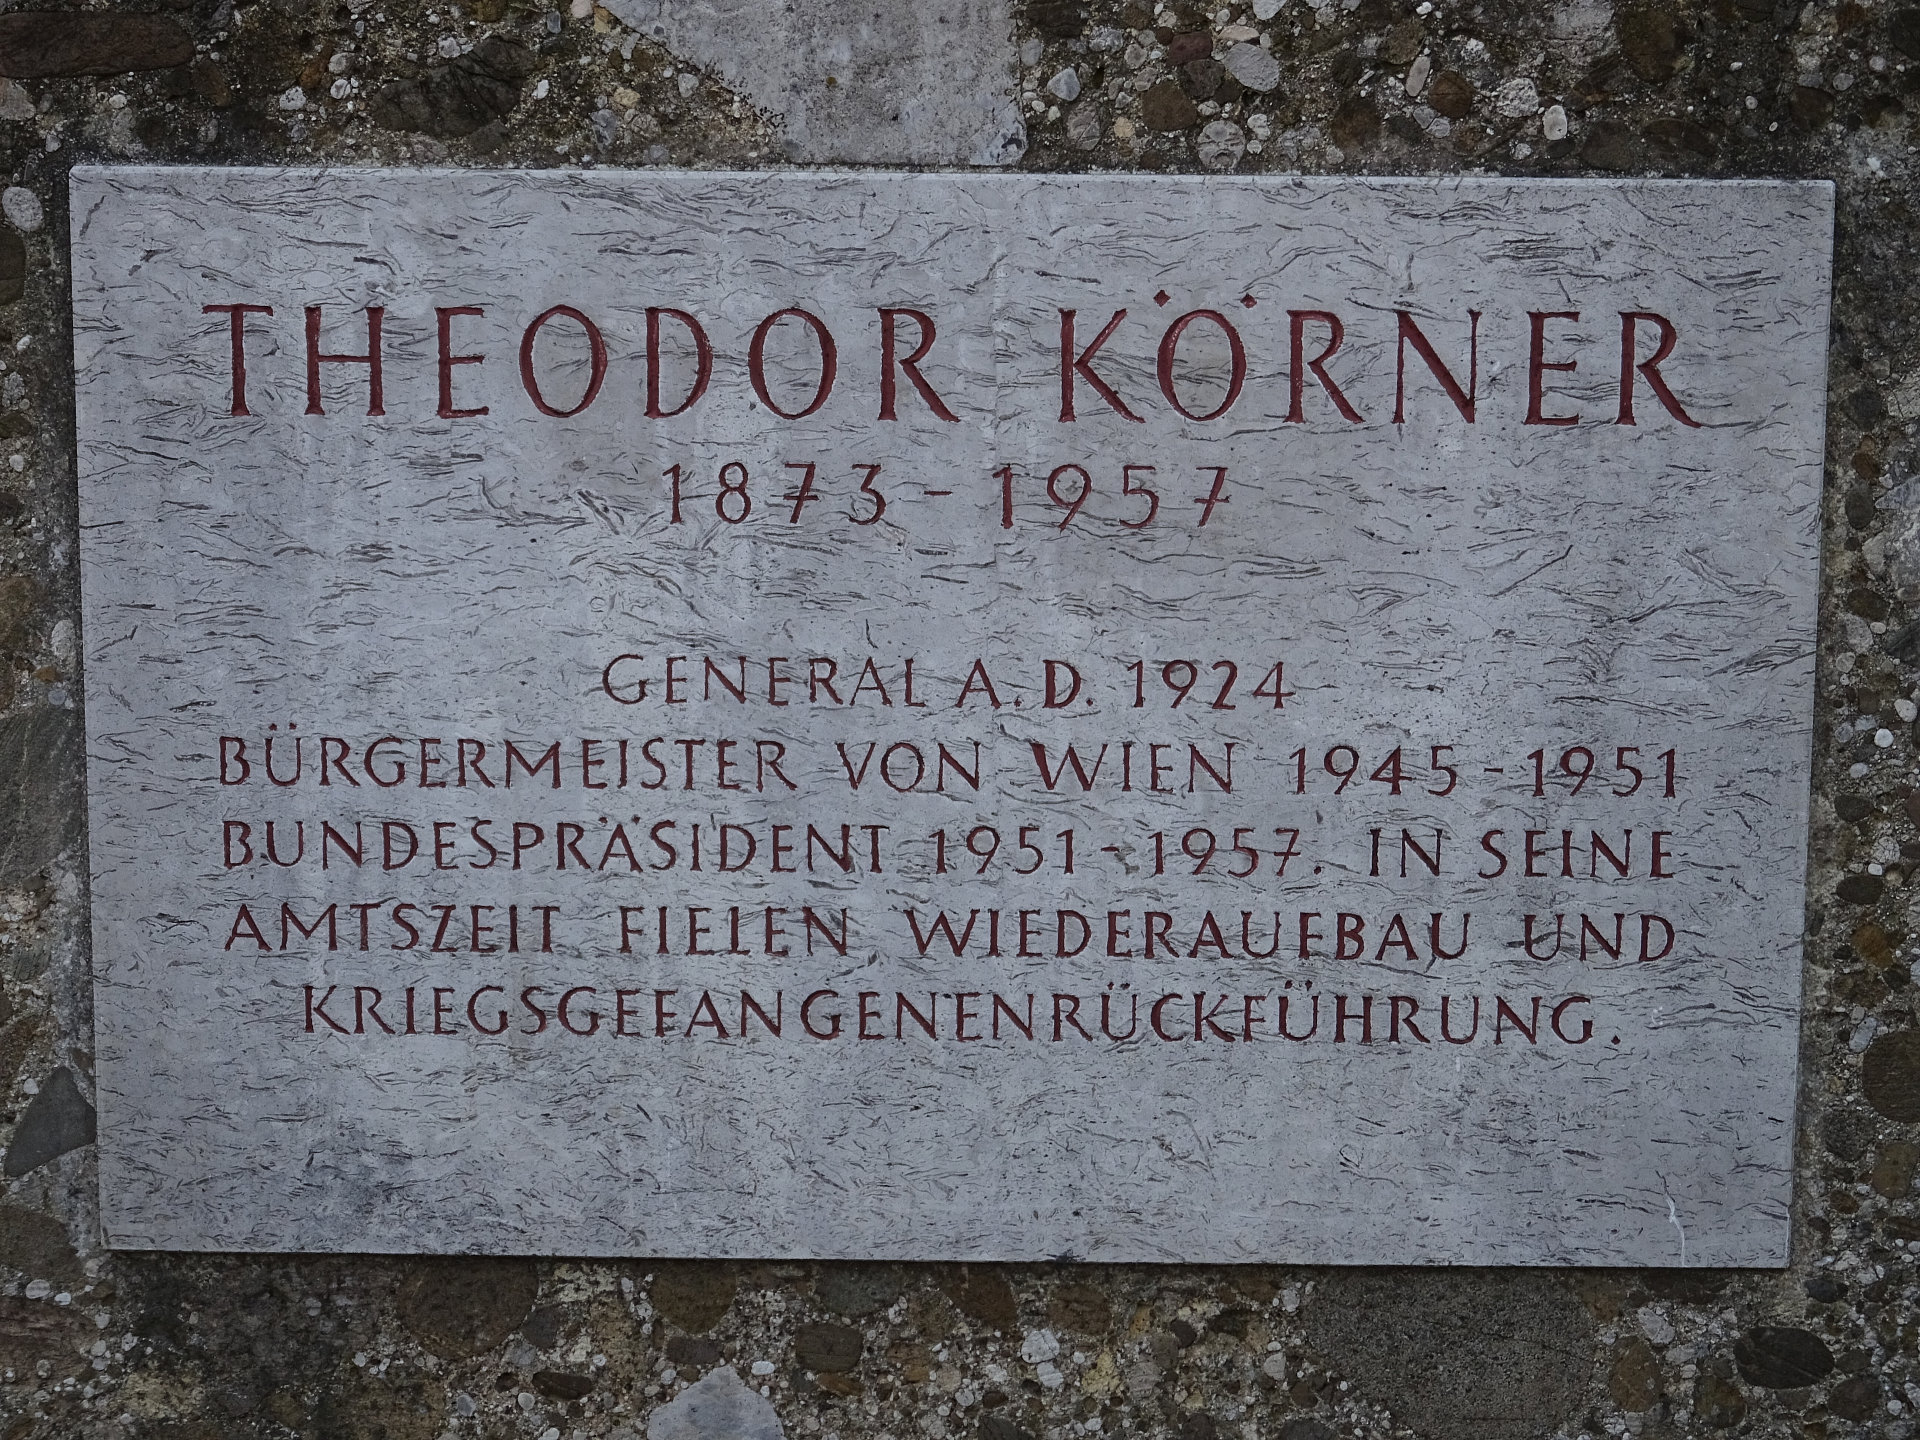 THEODOR KÖRNER
1873 - 1957
GENERAL A. D. 1924
BÜRGERMEISTER VON WIEN 1945 - 1951
BUNDESPRÄSIDENT 1951 - 1957. IN SEINE
AMTSZEIT FIELEN WIEDERAUFBAU UND
KRIEGSGEFANGENENRÜCKFÜHRUNG.